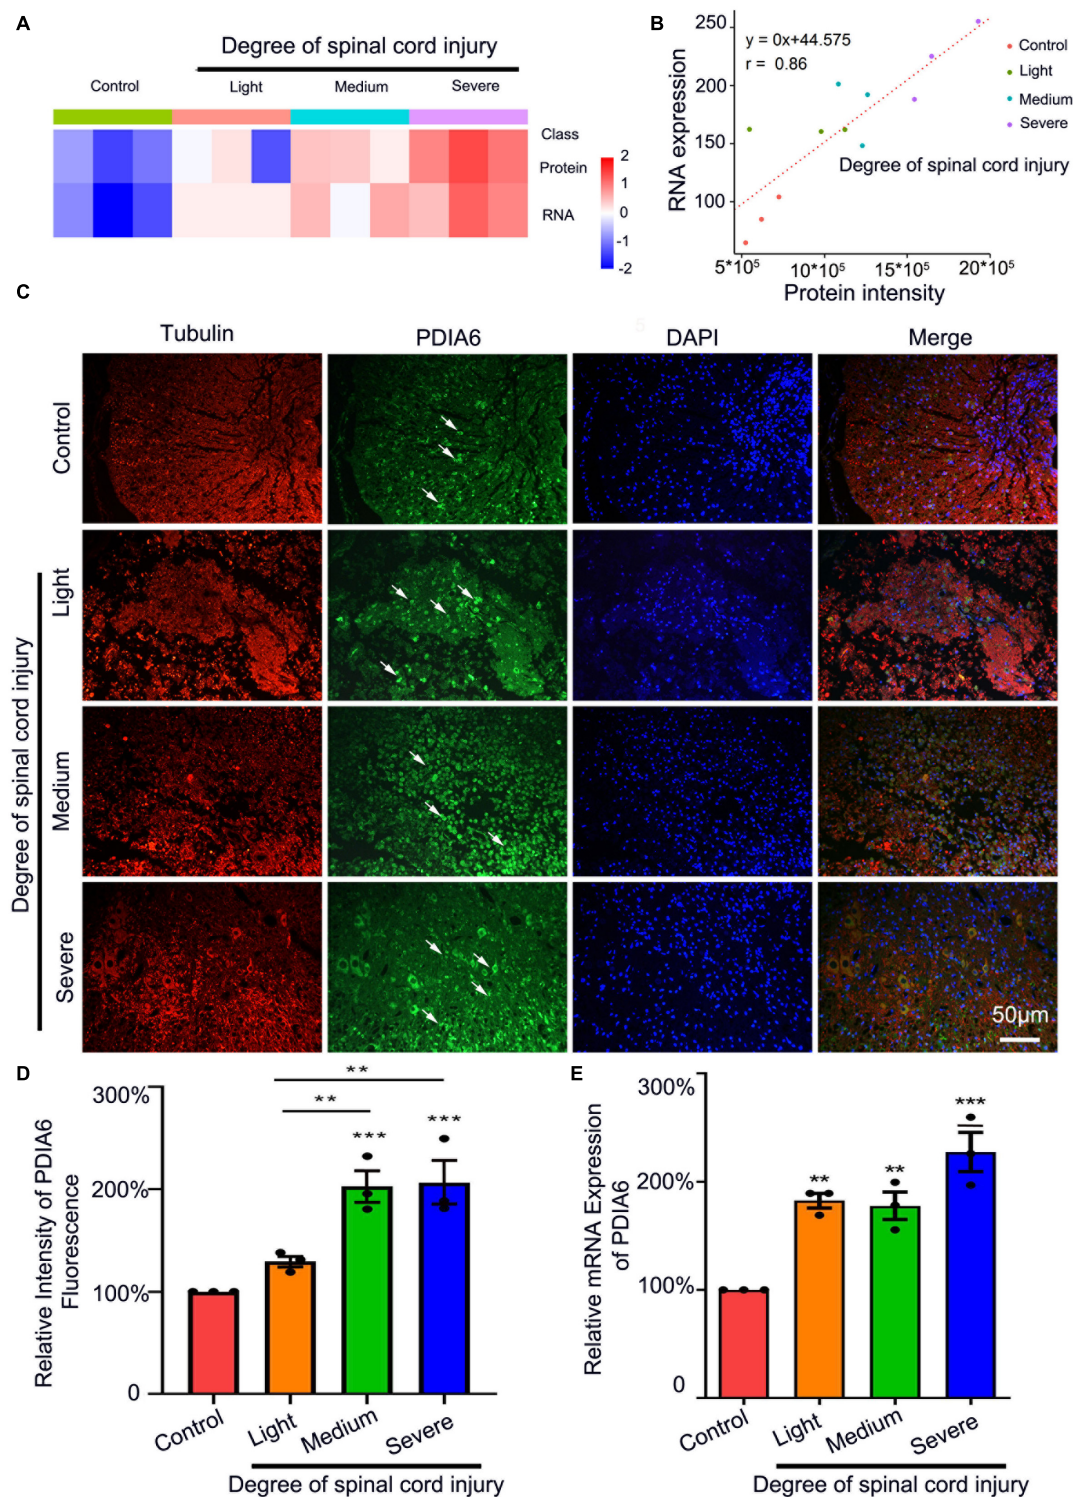 A
Degree of spinal cord injury
Control
Light
Medium
Severe
Class
Protein
RNA
2
1
0
-1
-2
B
RNA expression
250
200
150
100
y = 0x+44.575
r = 0.86
Control
Light
Medium
Severe
Degree of spinal cord injury
5*10⁵
10*10⁵
15*10⁵
20*10⁵
Protein intensity
C
Tubulin
PDIA6
DAPI
Merge
Control
Light
Medium
Severe
Degree of spinal cord injury
50µm
D
Relative Intensity of PDIA6
Fluorescence
300%
200%
100%
0
**
**
***
***
Control
Light
Medium
Severe
Degree of spinal cord injury
E
Relative mRNA Expression
of PDIA6
300%
200%
100%
0
**
**
***
Control
Light
Medium
Severe
Degree of spinal cord injury